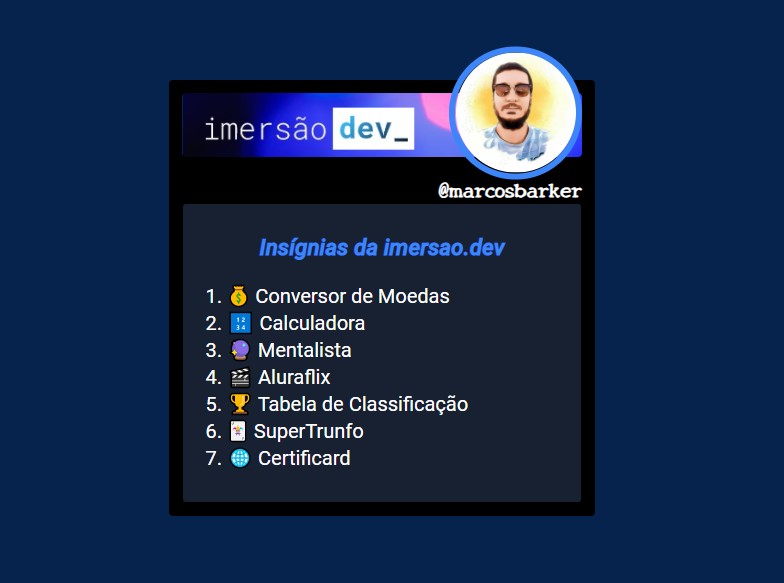 imersão dev_
@marcosbarker
Insígnias da imersao.dev
1. 💰 Conversor de Moedas
2. 🔢 Calculadora
3. 🔮 Mentalista
4. 🎬 Aluraflix
5. 🏆 Tabela de Classificação
6. 🃏 SuperTrunfo
7. 🌐 Certificard